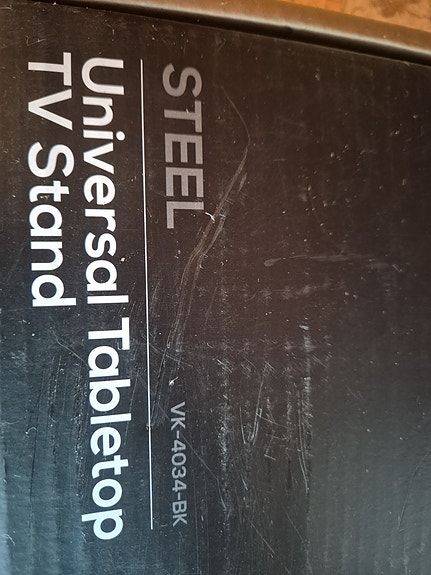 STEEL
VK-4034-BK
Universal Tabletop
TV Stand